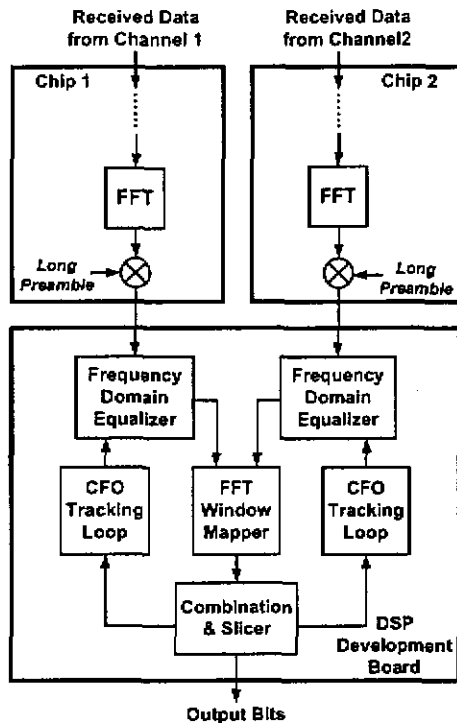 Received Data
from Channel 1
Received Data
from Channel2
Chip 1
Chip 2
FFT
FFT
Long
Preamble
Long
Preamble
Frequency
Domain
Equalizer
Frequency
Domain
Equalizer
CFO
Tracking
Loop
FFT
Window
Mapper
CFO
Tracking
Loop
Combination
& Slicer
DSP
Development
Board
Output Bits